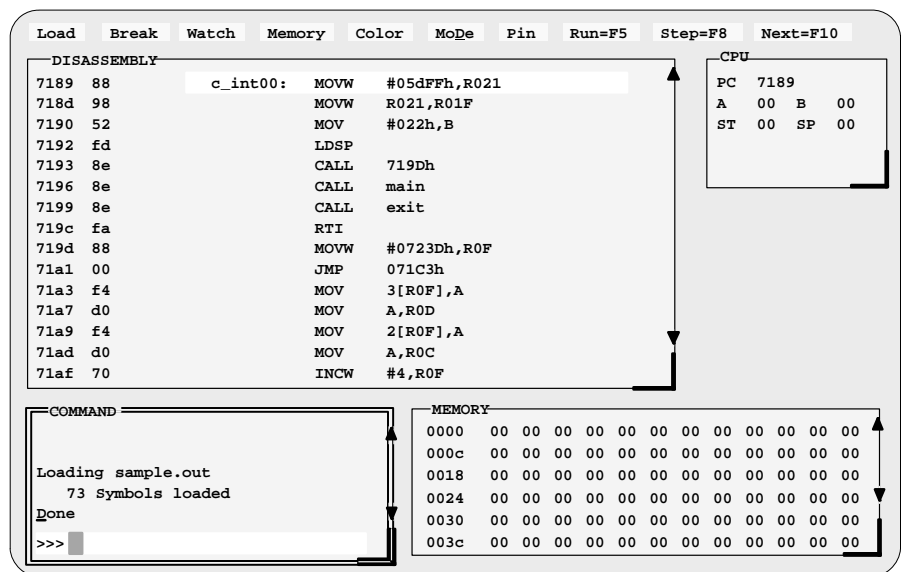 Load Break Watch Memory Color MoDe Pin Run=F5 Step=F8 Next=F10
DISASSEMBLY
7189 88 c_int00: MOVW #05dFFh,R021
718d 98 MOVW R021,R01F
7190 52 MOV #022h,B
7192 fd LDSP
7193 8e CALL 719Dh
7196 8e CALL main
7199 8e CALL exit
719c fa RTI
719d 88 MOVW #0723Dh,R0F
71a1 00 JMP 071C3h
71a3 f4 MOV 3[R0F],A
71a7 d0 MOV A,R0D
71a9 f4 MOV 2[R0F],A
71ad d0 MOV A,R0C
71af 70 INCW #4,R0F
CPU
PC 7189
A 00 B 00
ST 00 SP 00
COMMAND
Loading sample.out
73 Symbols loaded
Done
>>>
MEMORY
0000 00 00 00 00 00 00 00 00 00 00 00 00
000c 00 00 00 00 00 00 00 00 00 00 00 00
0018 00 00 00 00 00 00 00 00 00 00 00 00
0024 00 00 00 00 00 00 00 00 00 00 00 00
0030 00 00 00 00 00 00 00 00 00 00 00 00
003c 00 00 00 00 00 00 00 00 00 00 00 00